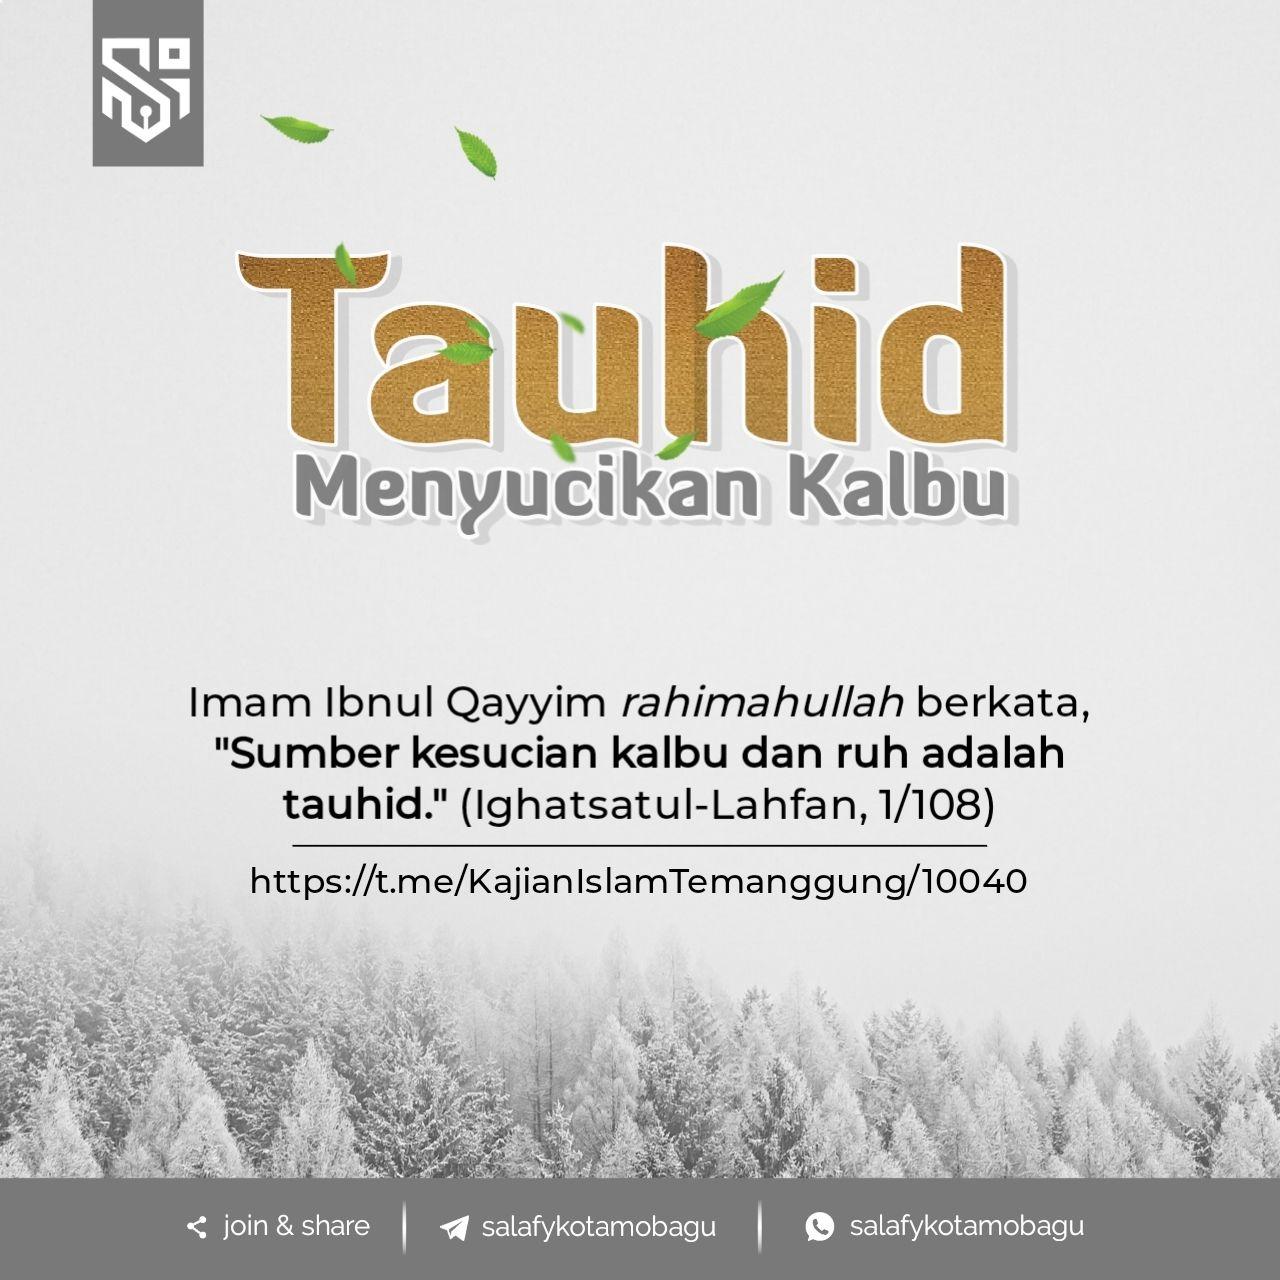 Tauhid
Menyucikan Kalbu
Imam Ibnul Qayyim rahimahullah berkata,
"Sumber kesucian kalbu dan ruh adalah
tauhid." (Ighatsatul-Lahfan, 1/108)
https://t.me/KajianIslamTemanggung/10040
join & share
salafykotamobagu
salafykotamobagu